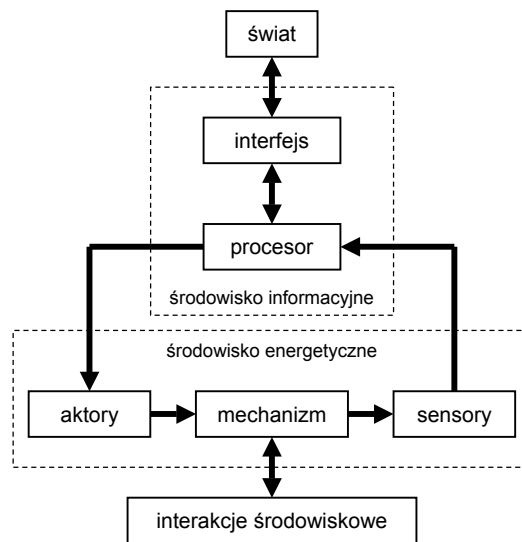 świat
interfejs
procesor
środowisko informacyjne
środowisko energetyczne
aktory
mechanizm
sensory
interakcje środowiskowe